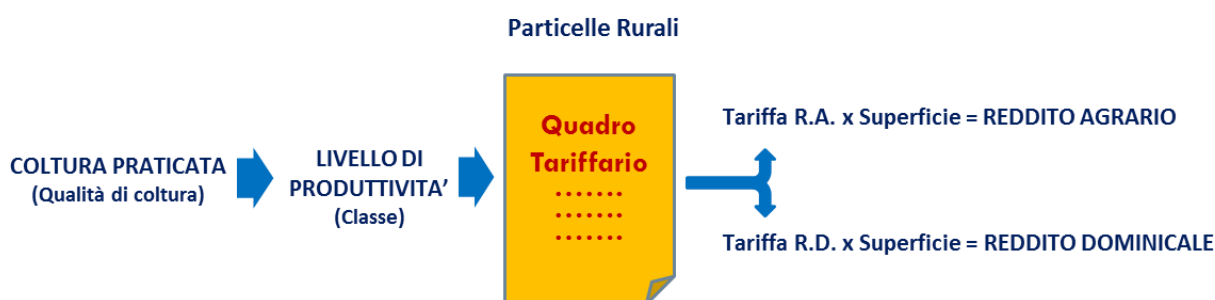 Particelle Rurali
COLTURA PRATICATA
(Qualità di coltura)
LIVELLO DI
PRODUTTIVITA’
(Classe)
Quadro
Tariffario
.......
.......
.......
Tariffa R.A. x Superficie = REDDITO AGRARIO
Tariffa R.D. x Superficie = REDDITO DOMINICALE